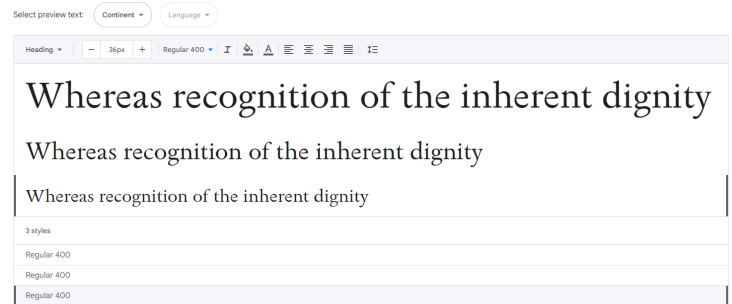 Select preview text: Continent Language
Heading − 36px + Regular 400 I A
Whereas recognition of the inherent dignity
Whereas recognition of the inherent dignity
Whereas recognition of the inherent dignity
3 styles
Regular 400
Regular 400
Regular 400